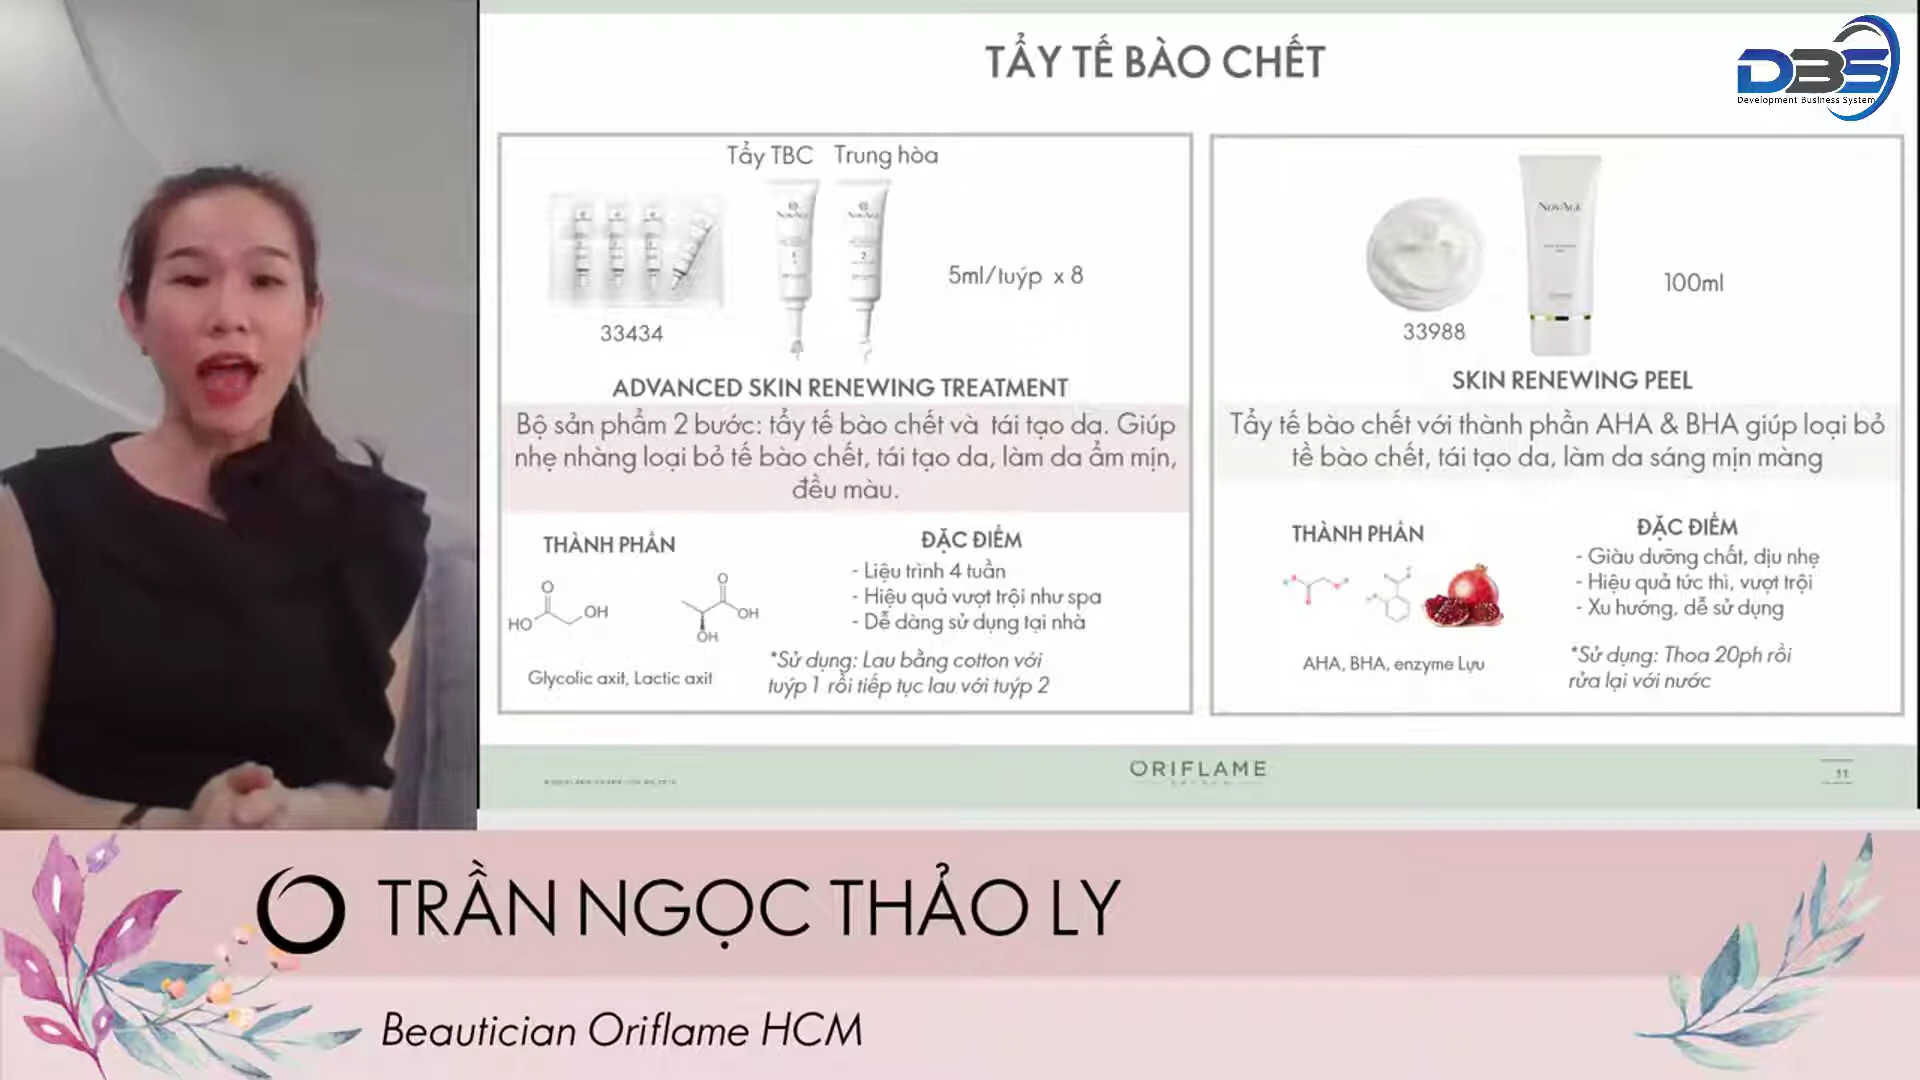 TẨY TẾ BÀO CHẾT
DBS
Development Business System
Tẩy TBC Trung hòa
NOVAGE
1
NOVAGE
2
5ml/tuýp x 8
33434
ADVANCED SKIN RENEWING TREATMENT
Bộ sản phẩm 2 bước: tẩy tế bào chết và tái tạo da. Giúp
nhẹ nhàng loại bỏ tế bào chết, tái tạo da, làm da ẩm mịn,
đều màu.
THÀNH PHẦN
O
HO
OH
O
OH
OH
Glycolic axit, Lactic axit
ĐẶC ĐIỂM
- Liệu trình 4 tuần
- Hiệu quả vượt trội như spa
- Dễ dàng sử dụng tại nhà
*Sử dụng: Lau bằng cotton với
tuýp 1 rồi tiếp tục lau với tuýp 2
NOVAGE
100ml
33988
SKIN RENEWING PEEL
Tẩy tế bào chết với thành phần AHA & BHA giúp loại bỏ
tề bào chết, tái tạo da, làm da sáng mịn màng
THÀNH PHẦN
AHA, BHA, enzyme Lựu
ĐẶC ĐIỂM
- Giàu dưỡng chất, dịu nhẹ
- Hiệu quả tức thì, vượt trội
- Xu hướng, dễ sử dụng
*Sử dụng: Thoa 20ph rồi
rửa lại với nước
ORIFLAME
SWEDEN
11
TRẦN NGỌC THẢO LY
Beautician Oriflame HCM